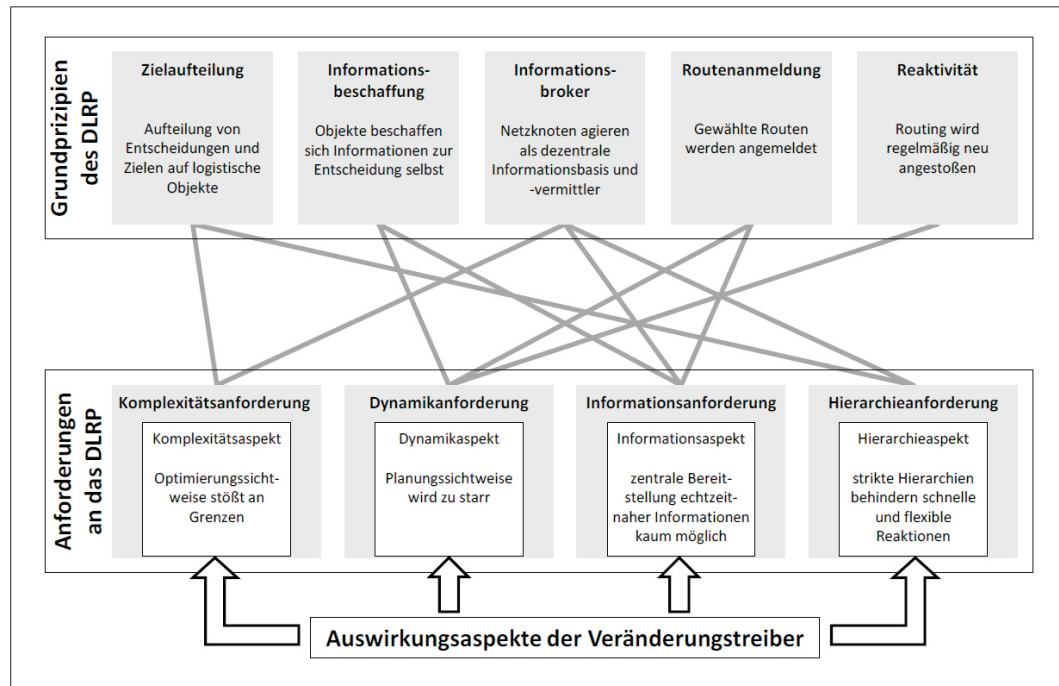 Grundprizipien
des DLRP
Zielaufteilung
Aufteilung von
Entscheidungen und
Zielen auf logistische
Objekte
Informations-
beschaffung
Objekte beschaffen
sich Informationen zur
Entscheidung selbst
Informations-
broker
Netzknoten agieren
als dezentrale
Informationsbasis und
-vermittler
Routenanmeldung
Gewählte Routen
werden angemeldet
Reaktivität
Routing wird
regelmäßig neu
angestoßen
Anforderungen
an das DLRP
Komplexitätsanforderung
Komplexitätsaspekt
Optimierungssicht-
weise stößt an
Grenzen
Dynamikanforderung
Dynamikaspekt
Planungssichtweise
wird zu starr
Informationsanforderung
Informationsaspekt
zentrale Bereit-
stellung echtzeit-
naher Informationen
kaum möglich
Hierarchieanforderung
Hierarchieaspekt
strikte Hierarchien
behindern schnelle
und flexible
Reaktionen
Auswirkungsaspekte der Veränderungstreiber